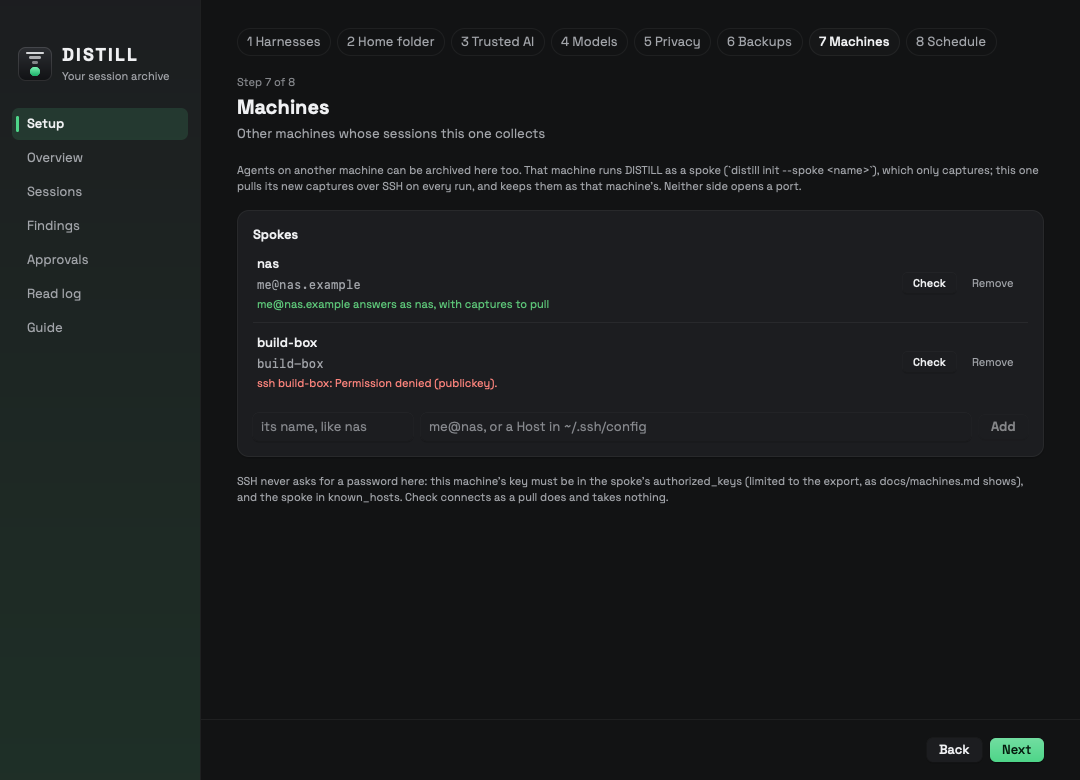 DISTILL
Your session archive
Setup
Overview
Sessions
Findings
Approvals
Read log
Guide
1 Harnesses
2 Home folder
3 Trusted AI
4 Models
5 Privacy
6 Backups
7 Machines
8 Schedule
Step 7 of 8
Machines
Other machines whose sessions this one collects
Agents on another machine can be archived here too. That machine runs DISTILL as a spoke (`distill init --spoke <name>`), which only captures; this one
pulls its new captures over SSH on every run, and keeps them as that machine's. Neither side opens a port.
Spokes
nas
me@nas.example
me@nas.example answers as nas, with captures to pull
Check
Remove
build-box
build-box
ssh build-box: Permission denied (publickey).
Check
Remove
its name, like nas
me@nas, or a Host in ~/.ssh/config
Add
SSH never asks for a password here: this machine's key must be in the spoke's authorized_keys (limited to the export, as docs/machines.md shows),
and the spoke in known_hosts. Check connects as a pull does and takes nothing.
Back
Next